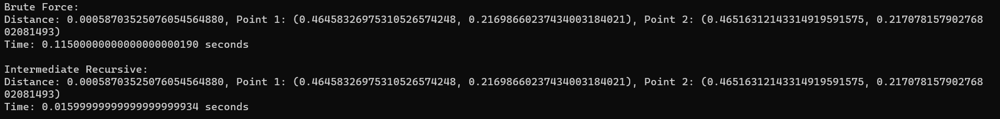 Brute Force:
Distance: 0.00058703525076054564880, Point 1: (0.46458326975310526574248, 0.21698660237434003184021), Point 2: (0.46516312143314919591575, 0.217078157902768
02081493)
Time: 0.11500000000000000000190 seconds
Intermediate Recursive:
Distance: 0.00058703525076054564880, Point 1: (0.46458326975310526574248, 0.21698660237434003184021), Point 2: (0.46516312143314919591575, 0.217078157902768
02081493)
Time: 0.01599999999999999999934 seconds